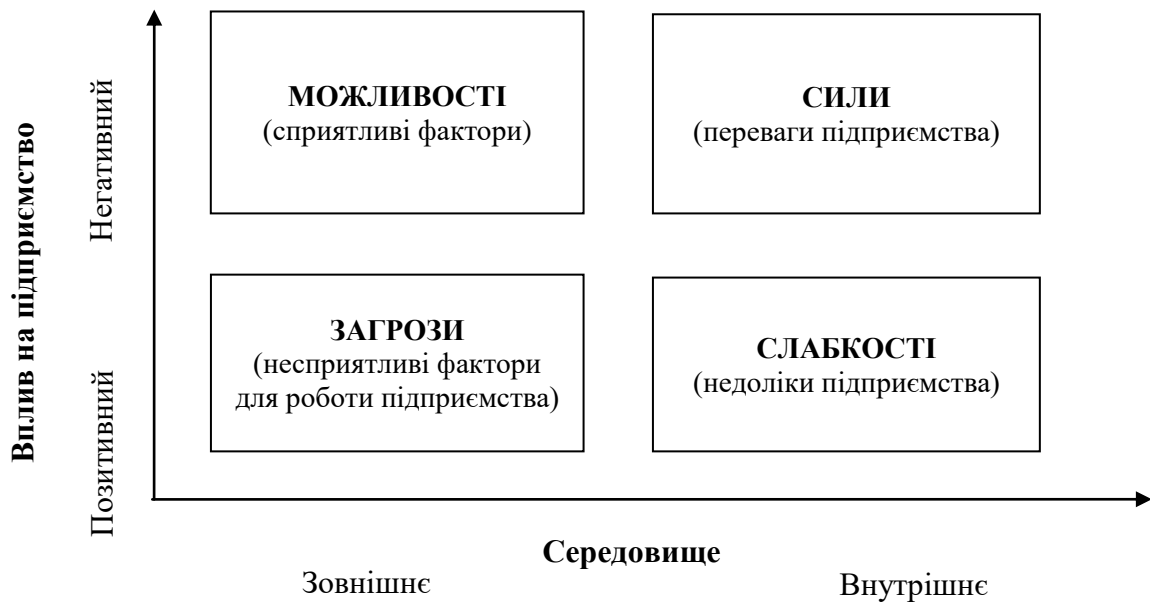 Вплив на підприємство
Негативний
Позитивний
МОЖЛИВОСТІ
(сприятливі фактори)
СИЛИ
(переваги підприємства)
ЗАГРОЗИ
(несприятливі фактори
для роботи підприємства)
СЛАБКОСТІ
(недоліки підприємства)
Середовище
Зовнішнє
Внутрішнє